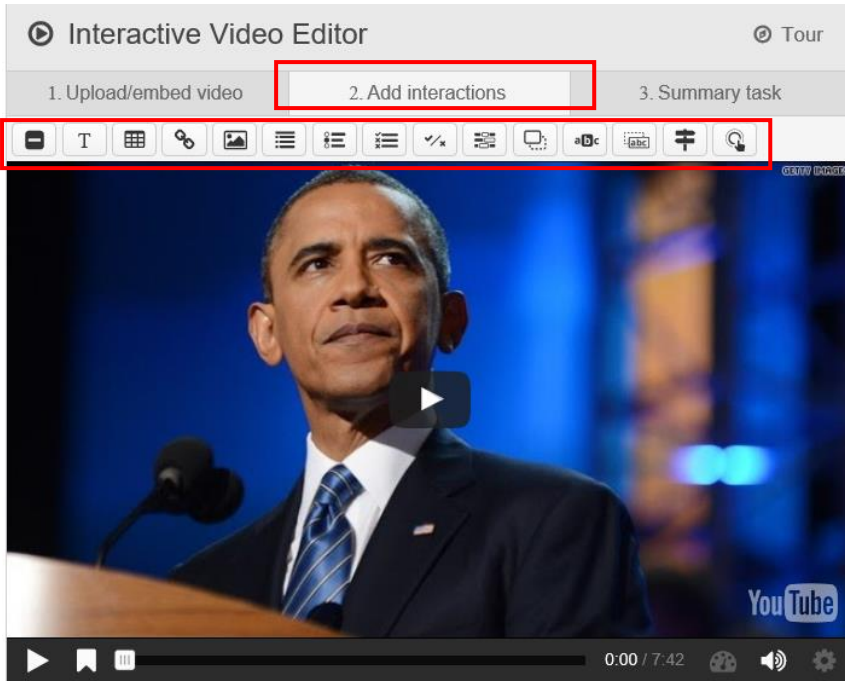 Interactive Video Editor
Tour
1. Upload/embed video
2. Add interactions
3. Summary task
T
abc
abc
GETTY IMAGE
YouTube
0:00 / 7:42